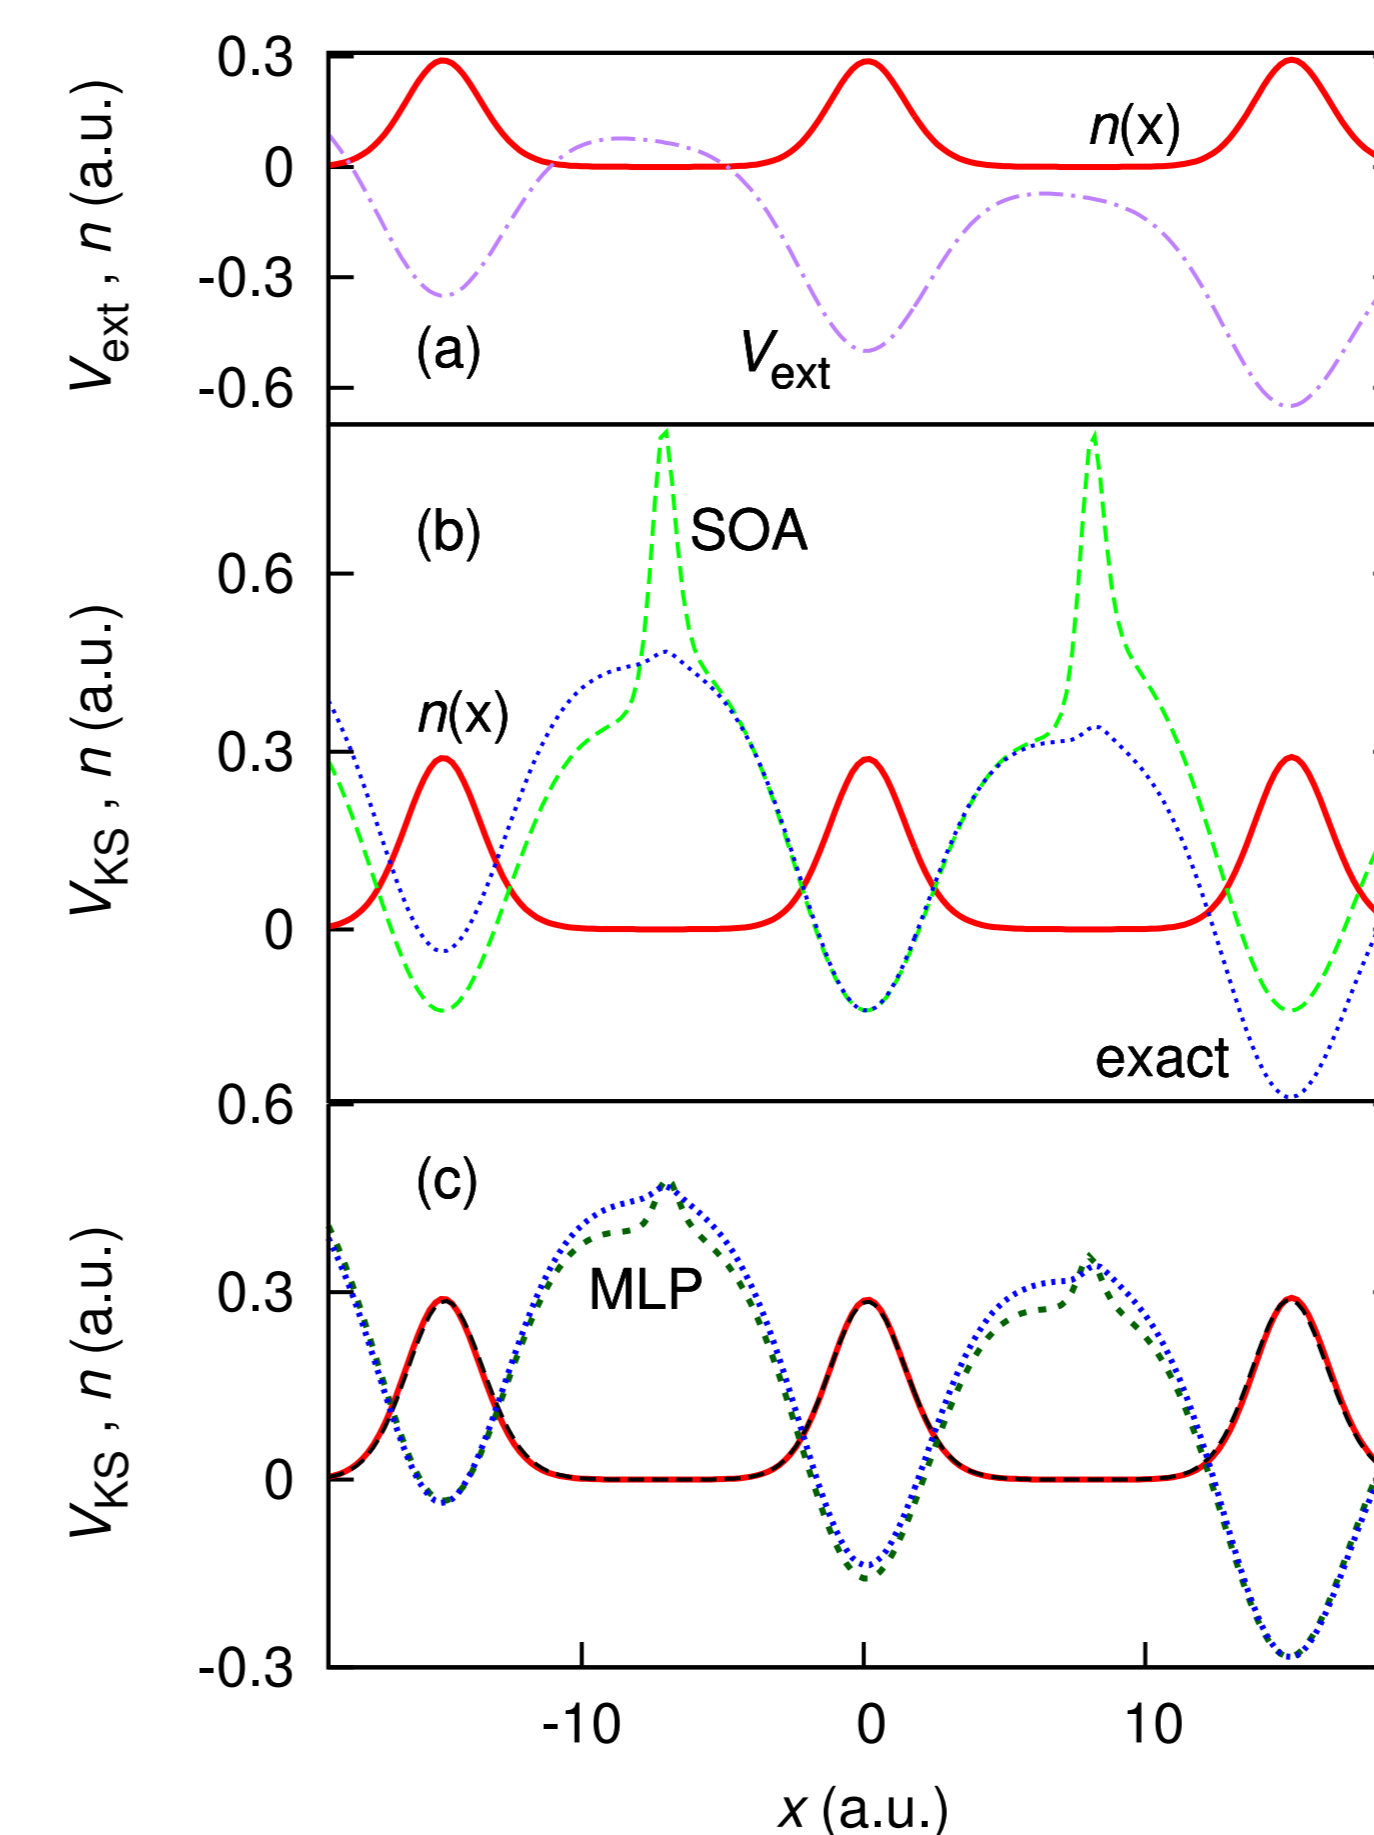 0.3
0
-0.3
-0.6
V_ext , n (a.u.)
n(x)
(a)
V_ext
0.6
0.3
0
V_KS , n (a.u.)
(b)
SOA
n(x)
exact
0.6
0.3
0
-0.3
V_KS , n (a.u.)
(c)
MLP
-10 0 10
x (a.u.)